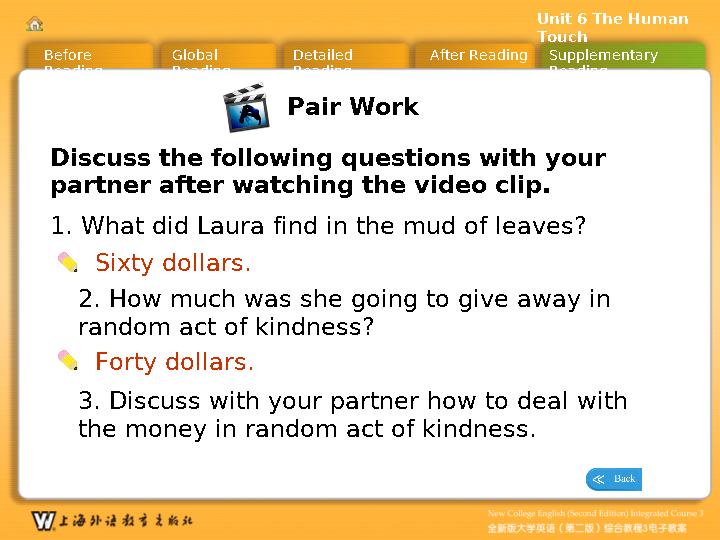 Unit 6 The Human
Touch
Before
Reading
Global
Reading
Detailed
Reading
After Reading
Supplementary
Reading
Pair Work
Discuss the following questions with your
partner after watching the video clip.
1. What did Laura find in the mud of leaves?
Sixty dollars.
2. How much was she going to give away in
random act of kindness?
Forty dollars.
3. Discuss with your partner how to deal with
the money in random act of kindness.
Back
上海外语教育出版社
New College English (Second Edition) Integrated Course 3
全新版大学英语（第二版）综合教程3电子教案